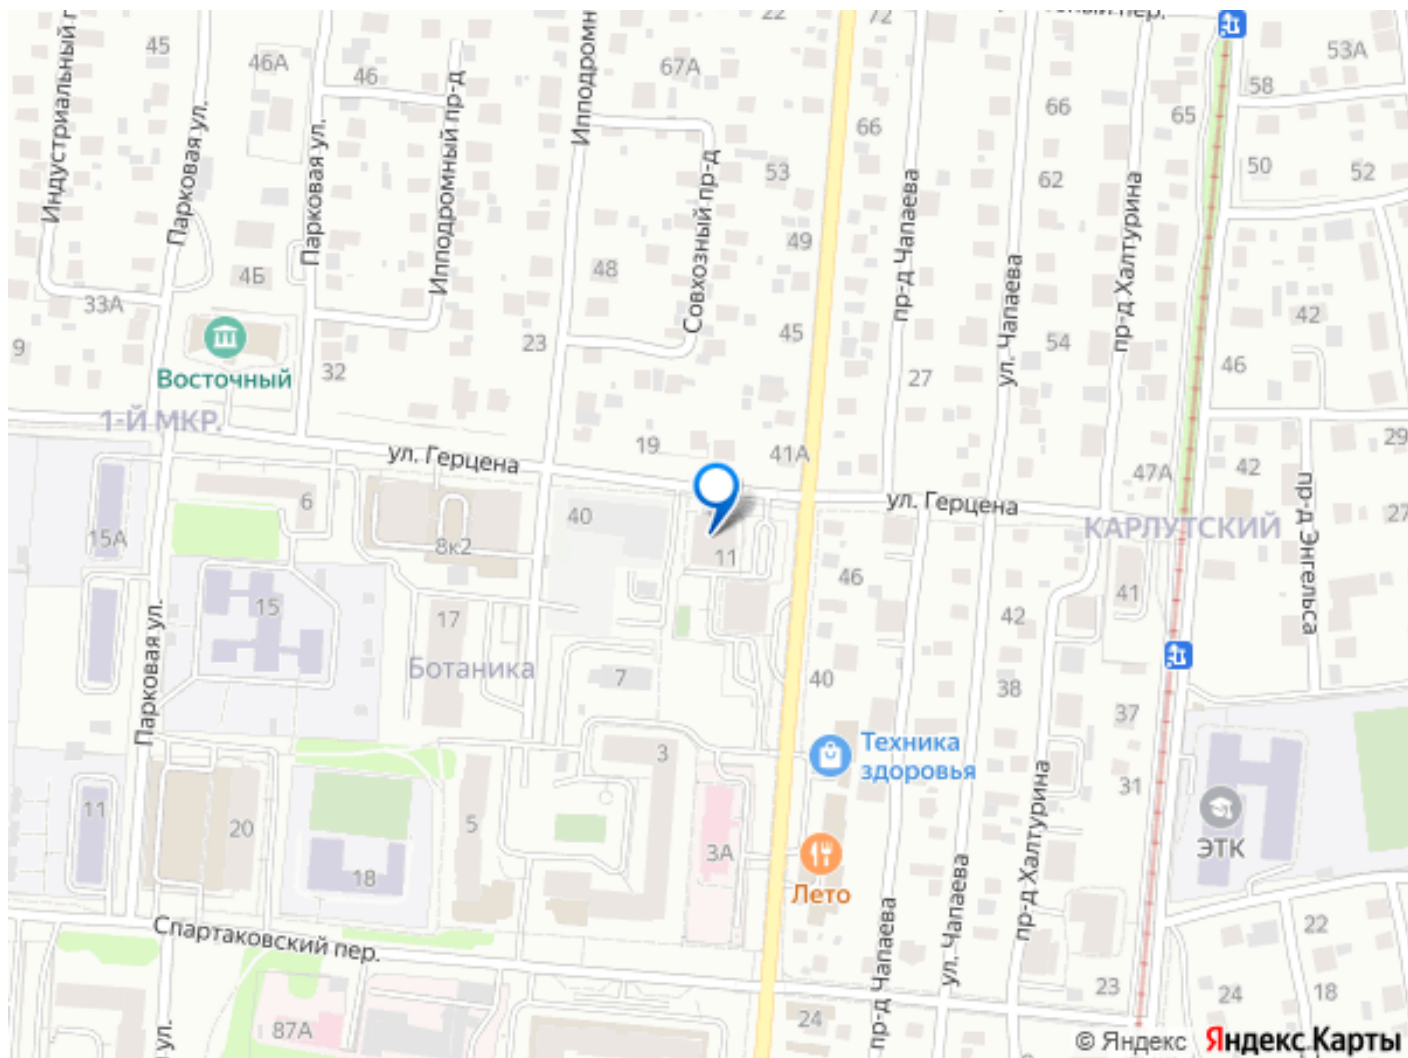 22
72
45
46А
46
67А
53А
58
66
65
66
Индустриальный
Парковая ул.
Парковая ул.
Ипподромный пр-д
Ипподромн
Совхозный пр-д
53
62
50
52
пр-д Чапаева
ул. Чапаева
пр-д Халтурина
49
4Б
48
33А
45
54
42
9
23
46
Восточный
32
27
1-Й МКР.
ул. Герцена
19
41А
47А
42
29
6
40
ул. Герцена
КАРЛУТСКИЙ
27
15А
8к2
11
пр-д Энгельса
15
17
46
41
42
Парковая ул.
Ботаника
7
40
38
37
3
Техника
здоровья
31
11
20
5
3А
пр-д Халтурина
ЭТК
18
Лето
ул. Чапаева
пр-д Чапаева
Спартаковский пер.
22
87А
23
24
18
24
ул.
© Яндекс
Яндекс Карты